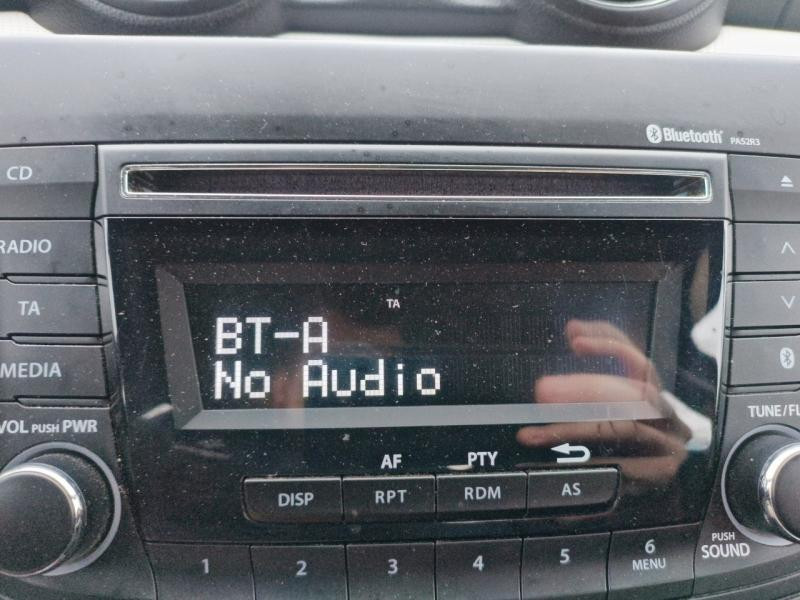 Bluetooth® PA52R3
CD
RADIO
TA
MEDIA
VOL PUSH PWR
TA
BT-A
No Audio
AF PTY
DISP RPT RDM AS
1 2 3 4 5 6
MENU
TUNE/FL
PUSH
SOUND